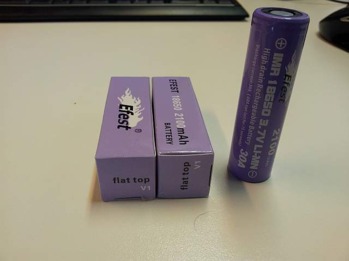 Efest®
flat top
V1
EFEST 18650 2100 mAh
BATTERY
flat top
V1
Efest
2100
IMR 18650 3.7V LI-MN
High drain Rechargeable Battery
30A